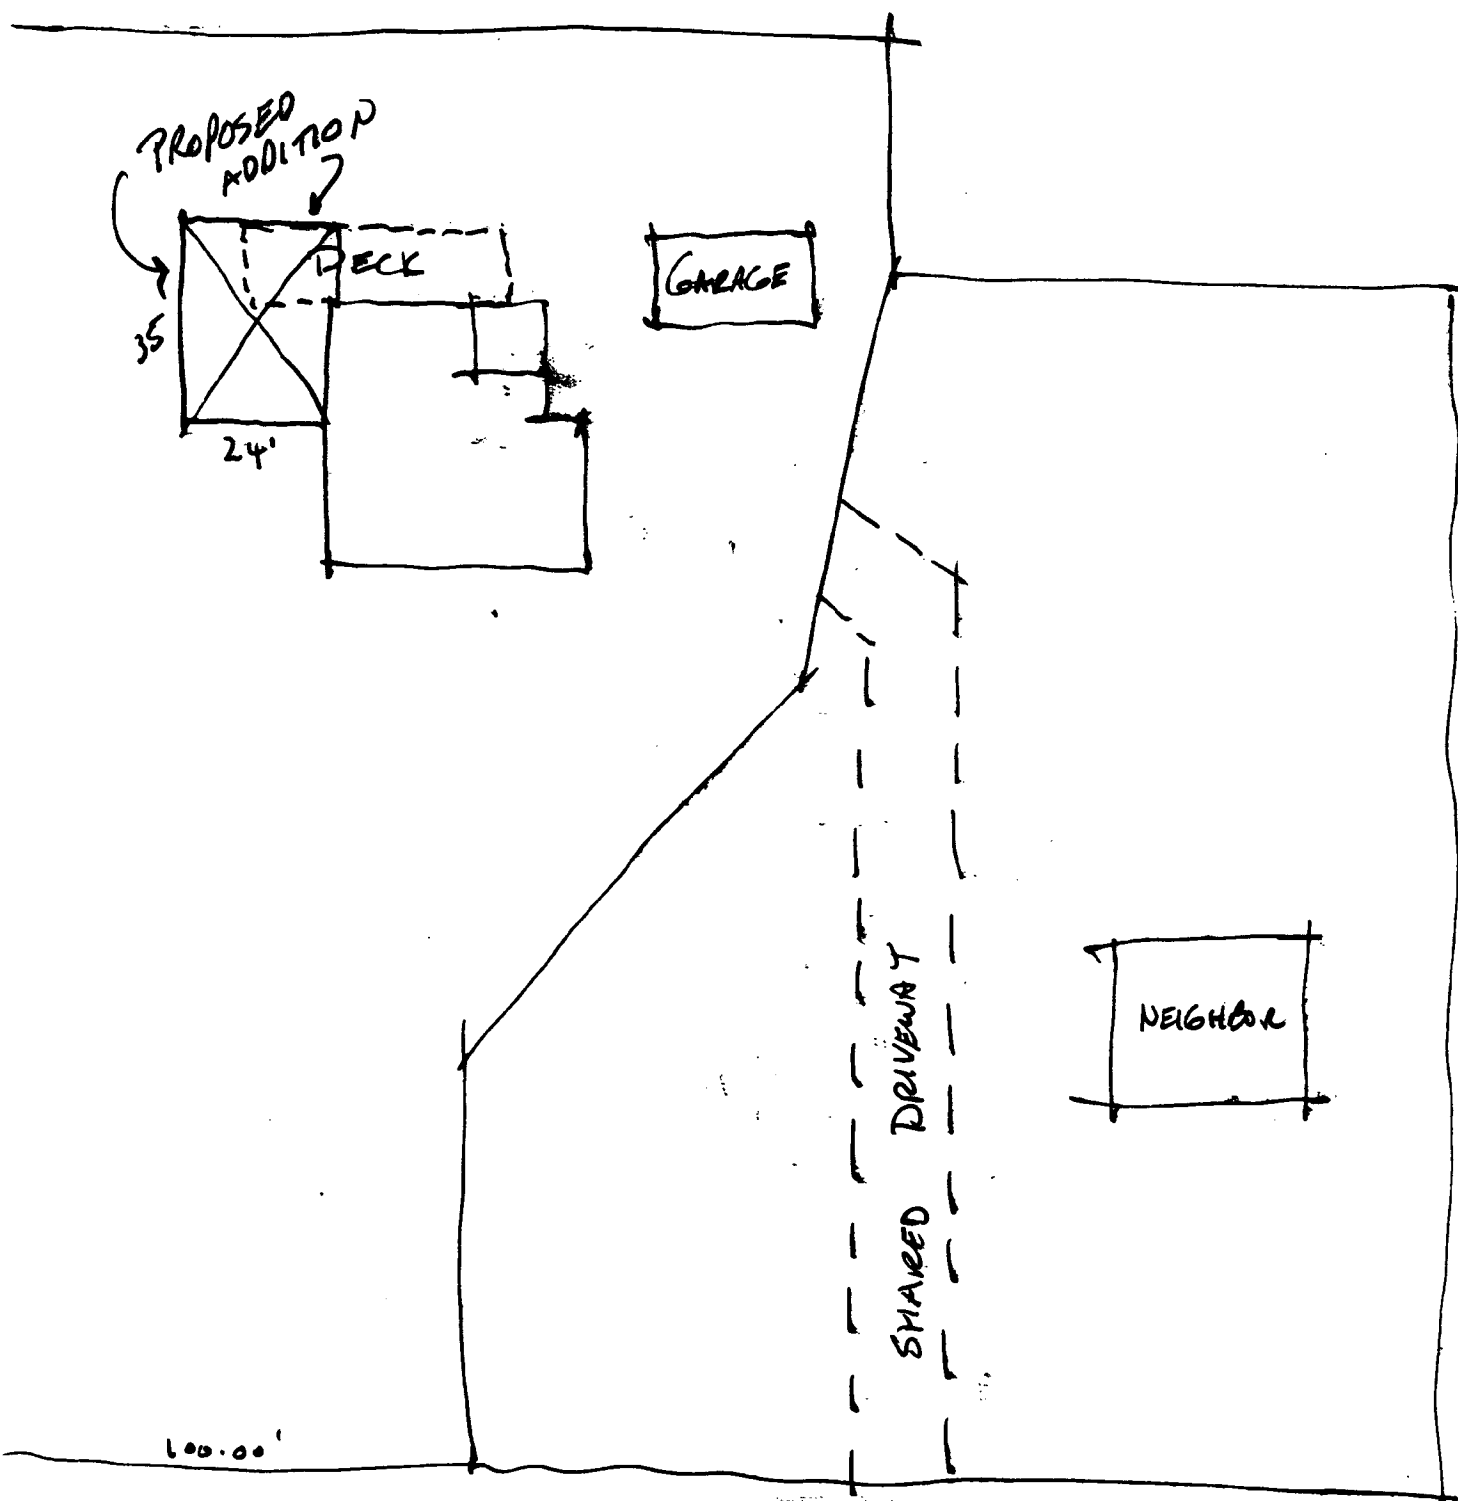 PROPOSED
ADDITION
DECK
GARAGE
35
24'
NEIGHBOR
SHARED DRIVEWAY
100.00'